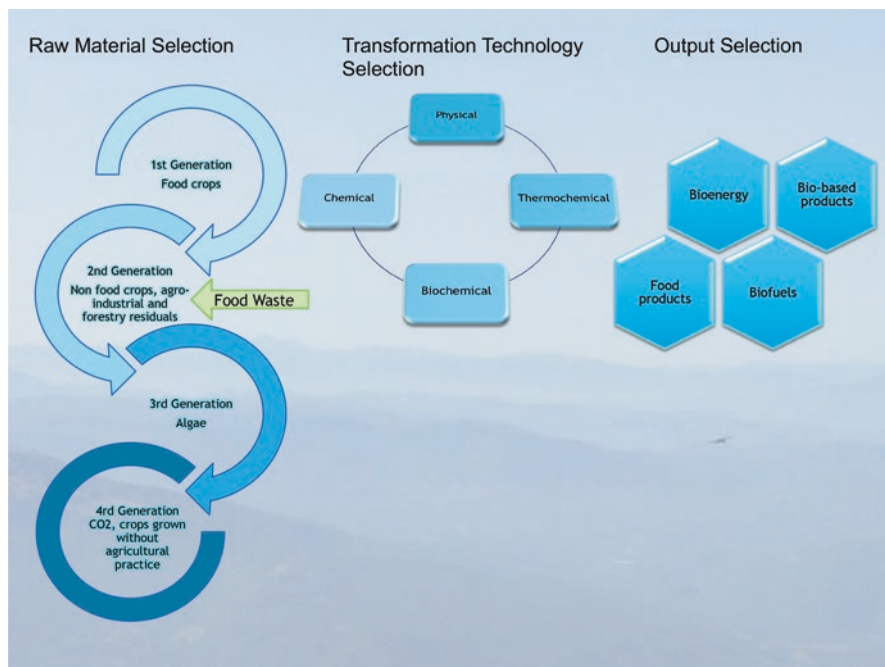 Raw Material Selection
Transformation Technology
Selection
Output Selection
1st Generation
Food crops
2nd Generation
Non food crops, agro-
industrial and
forestry residuals
Food Waste
3rd Generation
Algae
4rd Generation
CO2, crops grown
without
agricultural
practice
Physical
Chemical
Thermochemical
Biochemical
Bioenergy
Bio-based
products
Food
products
Biofuels